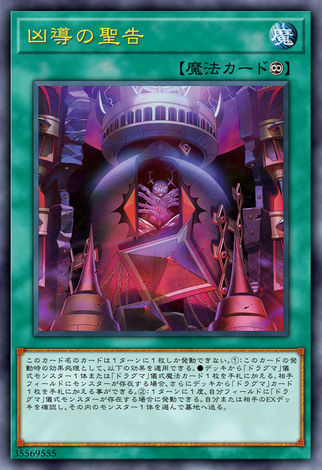 凶導の聖告
魔
【魔法カード♾】
このカード名のカードは1ターンに1枚しか発動できない。①:このカードの発
動時の効果処理として、以下の効果を適用できる。●デッキから「ドラグマ」儀
式モンスター1体または「ドラグマ」儀式魔法カード1枚を手札に加える。相手
フィールドにモンスターが存在する場合、さらにデッキから「ドラグマ」カード
1枚を手札に加える事ができる。②:1ターンに1度、自分フィールドに「ドラ
グマ」儀式モンスターが存在する場合に発動できる。自分または相手のEXデッ
キを確認し、その内のモンスター1体を選んで墓地へ送る。
35569555